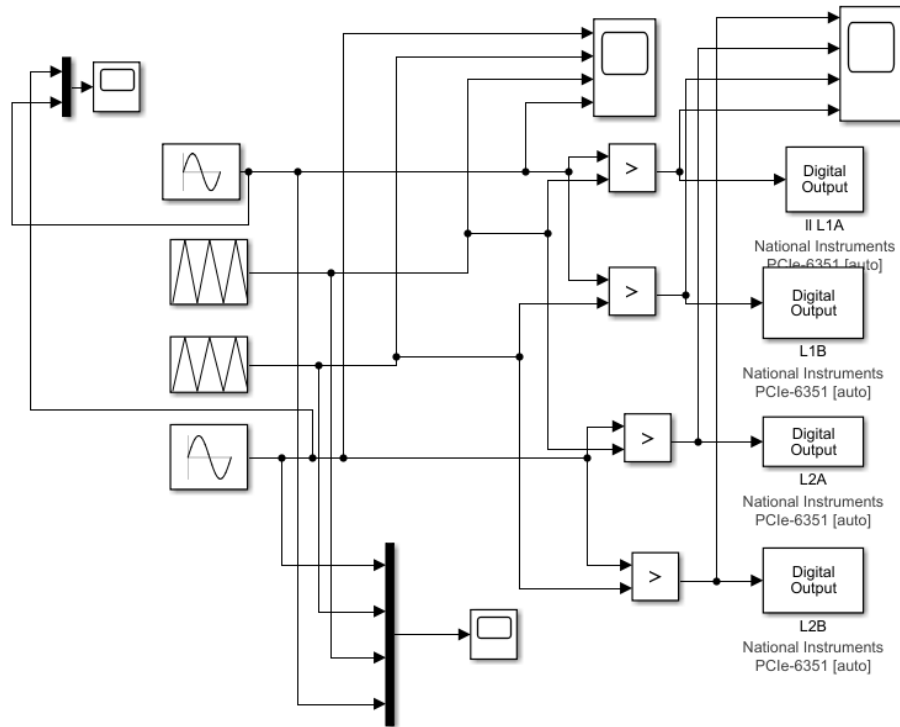 >
Digital
Output
II L1A
National Instruments
PCIe-6351 [auto]
>
Digital
Output
L1B
National Instruments
PCIe-6351 [auto]
>
Digital
Output
L2A
National Instruments
PCIe-6351 [auto]
>
Digital
Output
L2B
National Instruments
PCIe-6351 [auto]